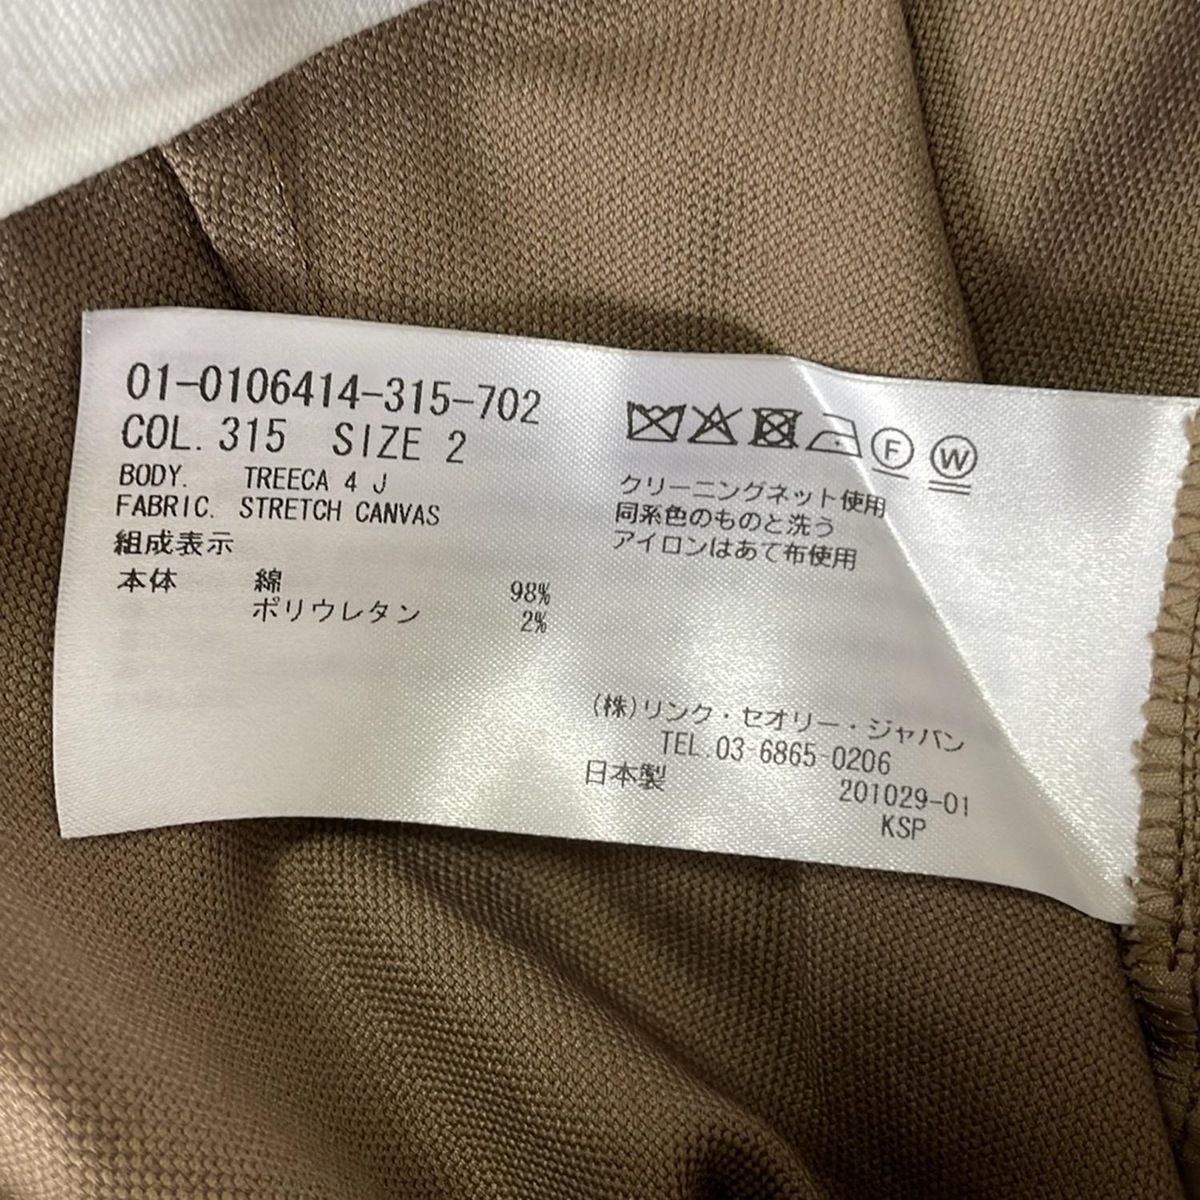 01-0106414-315-702
COL. 315 SIZE 2
BODY. TREECA 4 J
FABRIC. STRETCH CANVAS
組成表示
本体 綿 98%
ポリウレタン 2%
F W
クリーニングネット使用
同系色のものと洗う
アイロンはあて布使用
(株)リンク・セオリー・ジャパン
TEL.03-6865-0206
日本製 201029-01
KSP